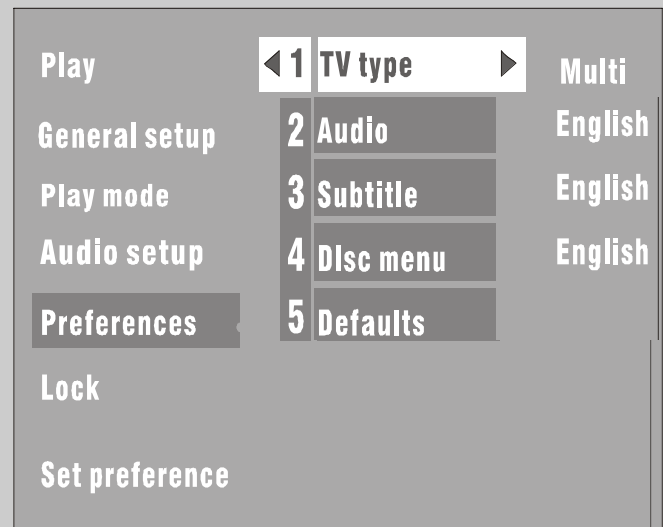 Play
General setup
Play mode
Audio setup
Preferences
Lock
Set preference
1 TV type Multi
2 Audio English
3 Subtitle English
4 DIsc menu English
5 Defaults